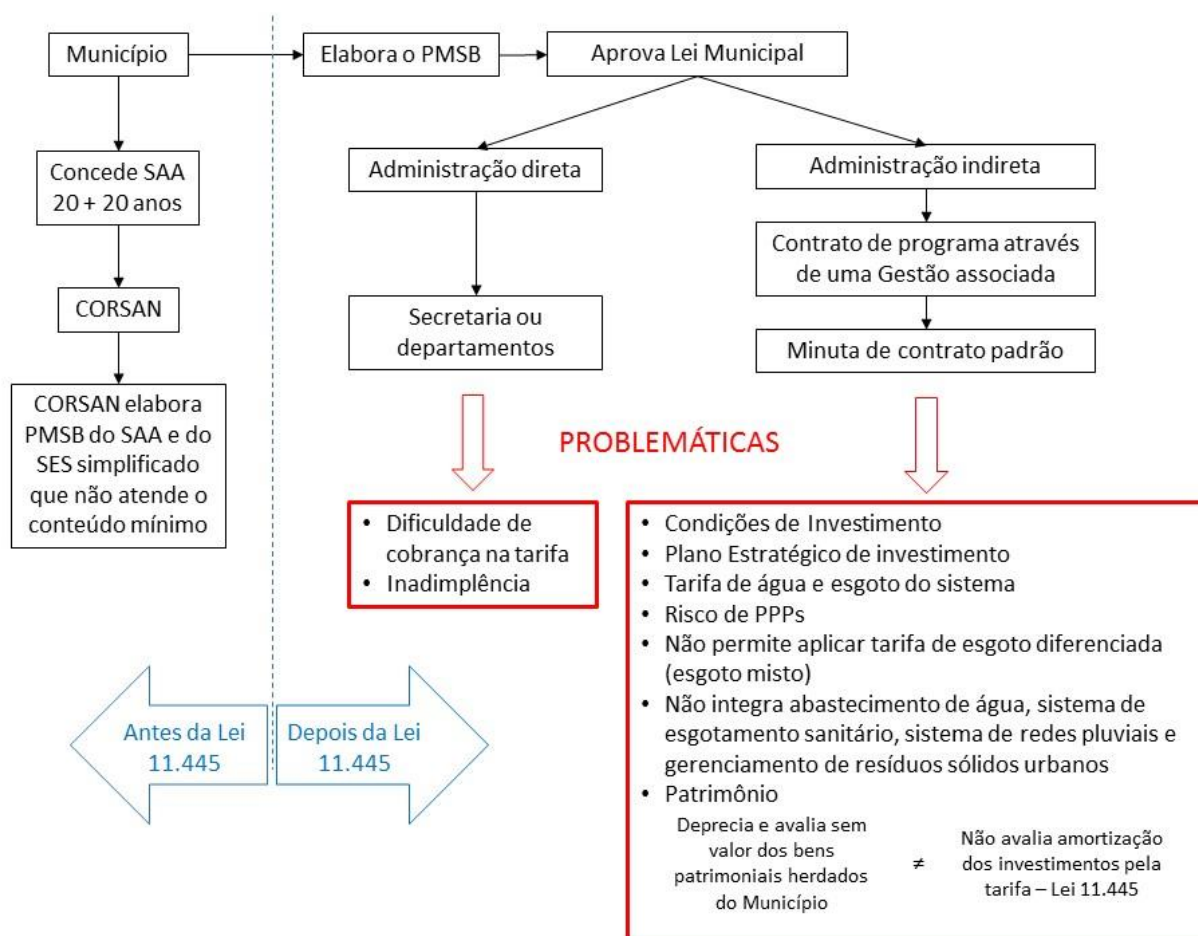 Município
Elabora o PMSB
Aprova Lei Municipal
Concede SAA
20 + 20 anos
CORSAN
CORSAN elabora
PMSB do SAA e do
SES simplificado
que não atende o
conteúdo mínimo
Administração direta
Secretaria ou
departamentos
Administração indireta
Contrato de programa através
de uma Gestão associada
Minuta de contrato padrão
PROBLEMÁTICAS
• Dificuldade de
cobrança na tarifa
• Inadimplência
• Condições de Investimento
• Plano Estratégico de investimento
• Tarifa de água e esgoto do sistema
• Risco de PPPs
• Não permite aplicar tarifa de esgoto diferenciada
(esgoto misto)
• Não integra abastecimento de água, sistema de
esgotamento sanitário, sistema de redes pluviais e
gerenciamento de resíduos sólidos urbanos
• Patrimônio
Deprecia e avalia sem
valor dos bens
patrimoniais herdados
do Município
≠
Não avalia amortização
dos investimentos pela
tarifa – Lei 11.445
Antes da Lei
11.445
Depois da Lei
11.445